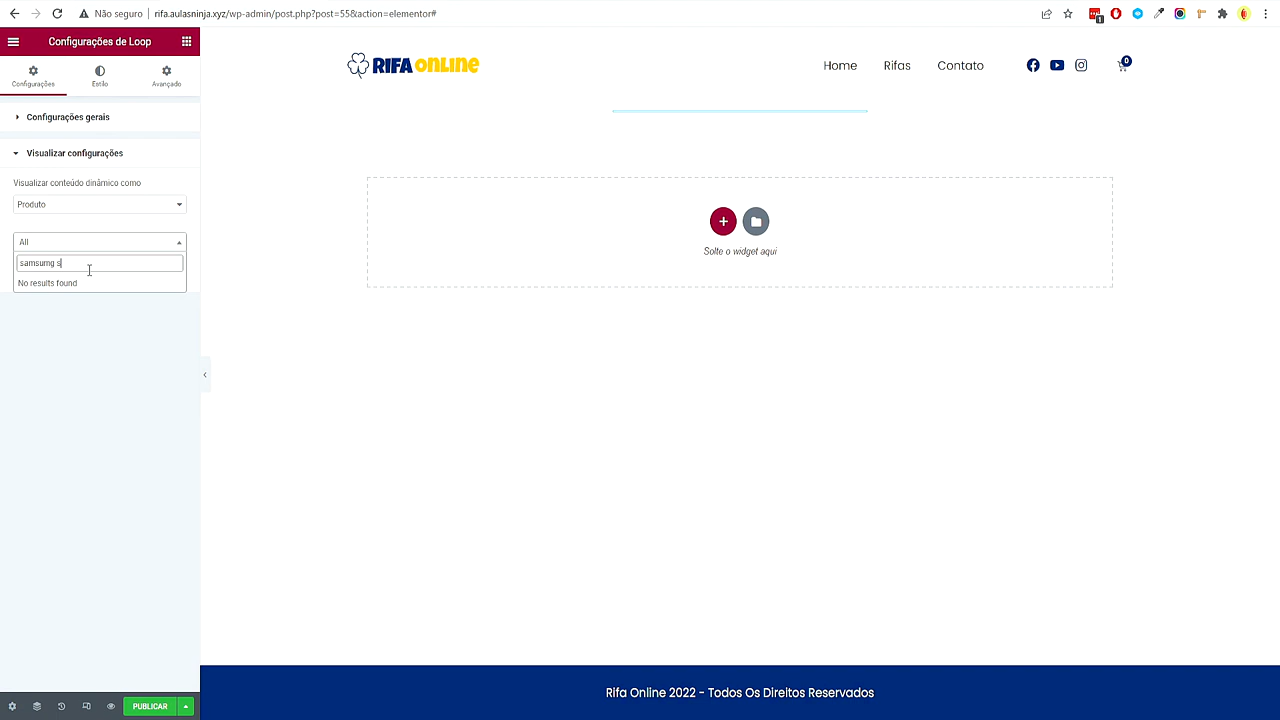 Não seguro
rifa.aulasninja.xyz/wp-admin/post.php?post=55&action=elementor#
1
Configurações de Loop
Configurações
Estilo
Avançado
Configurações gerais
Visualizar configurações
Visualizar conteúdo dinâmico como
Produto
All
samsumg s
No results found
PUBLICAR
RIFA ONLINE
Home
Rifas
Contato
0
Solte o widget aqui
Rifa Online 2022 - Todos Os Direitos Reservados